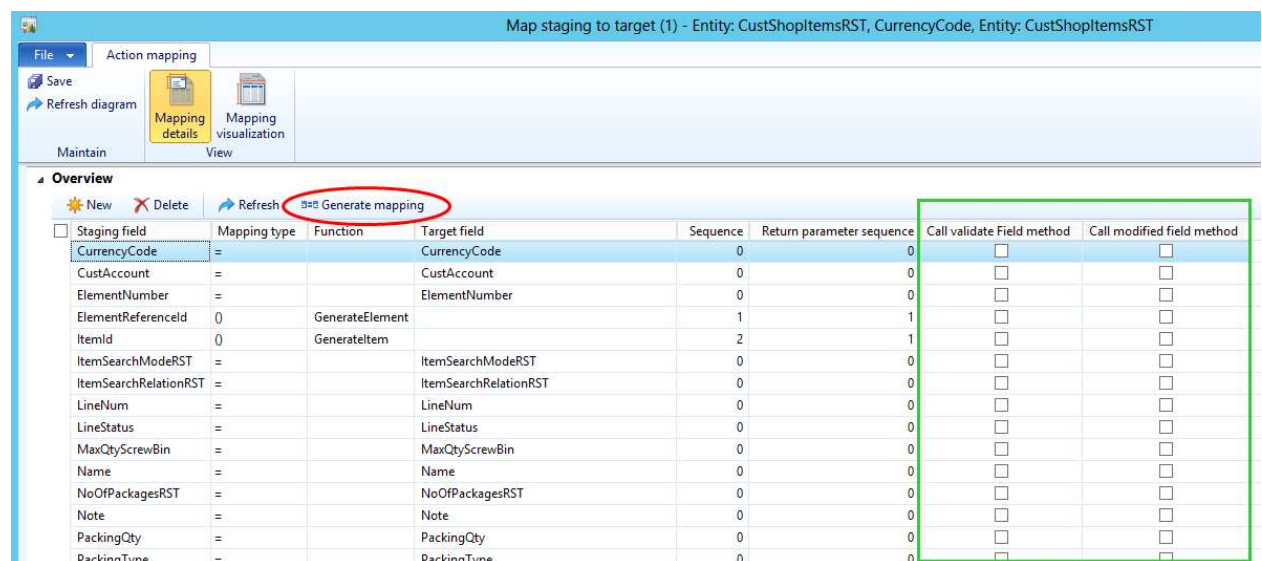 Map staging to target (1) - Entity: CustShopItemsRST, CurrencyCode, Entity: CustShopItemsRST
File Action mapping
Save
Refresh diagram
Mapping details
Mapping visualization
Maintain View
Overview
New Delete Refresh Generate mapping
Staging field Mapping type Function Target field Sequence Return parameter sequence Call validate Field method Call modified field method
CurrencyCode = CurrencyCode 0 0
CustAccount = CustAccount 0 0
ElementNumber = ElementNumber 0 0
ElementReferenceId () GenerateElement 1 1
ItemId () GenerateItem 2 1
ItemSearchModeRST = ItemSearchModeRST 0 0
ItemSearchRelationRST = ItemSearchRelationRST 0 0
LineNum = LineNum 0 0
LineStatus = LineStatus 0 0
MaxQtyScrewBin = MaxQtyScrewBin 0 0
Name = Name 0 0
NoOfPackagesRST = NoOfPackagesRST 0 0
Note = Note 0 0
PackingQty = PackingQty 0 0
PackingType = PackingType 0 0